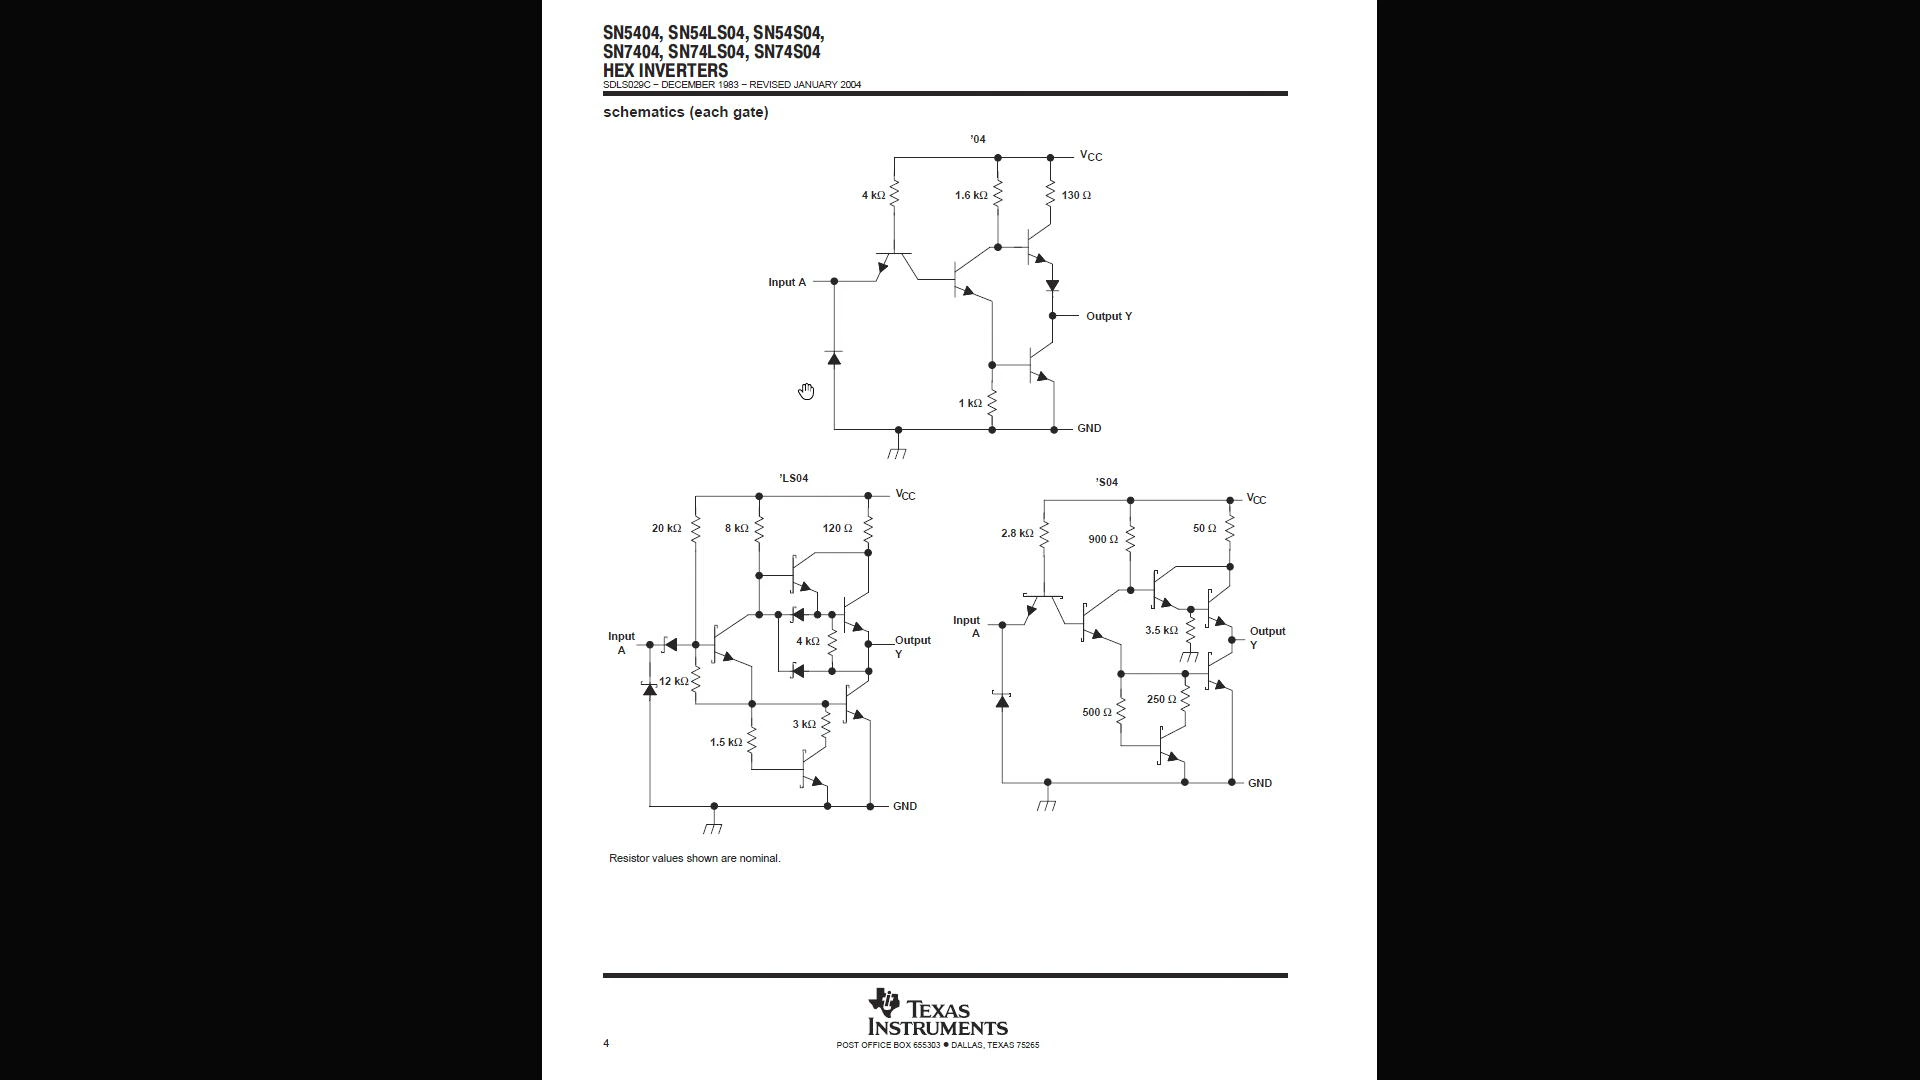 SN5404, SN54LS04, SN54S04,
SN7404, SN74LS04, SN74S04
HEX INVERTERS
SDLS029C – DECEMBER 1983 – REVISED JANUARY 2004
schematics (each gate)
’04
VCC
4 kΩ
1.6 kΩ
130 Ω
Input A
Output Y
1 kΩ
GND
’LS04
VCC
20 kΩ
8 kΩ
120 Ω
Input
A
4 kΩ
Output
Y
12 kΩ
3 kΩ
1.5 kΩ
GND
’S04
VCC
2.8 kΩ
900 Ω
50 Ω
Input
A
3.5 kΩ
Output
Y
250 Ω
500 Ω
GND
Resistor values shown are nominal.
TEXAS
INSTRUMENTS
4
POST OFFICE BOX 655303 ● DALLAS, TEXAS 75265